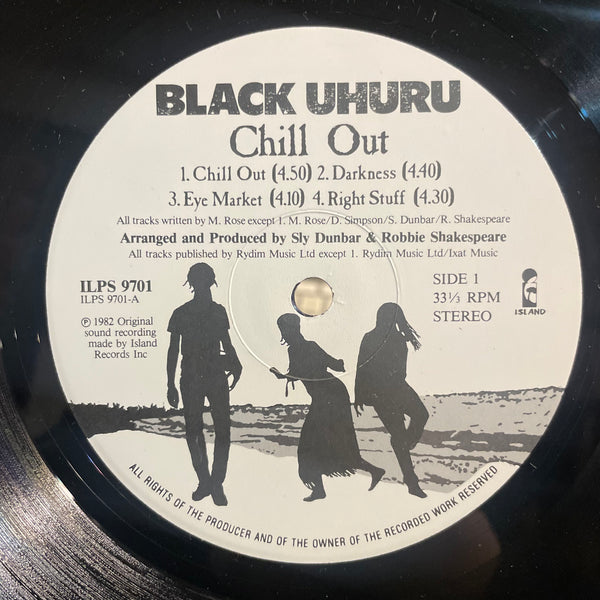 BLACK UHURU
Chill Out
1. Chill Out (4.50) 2. Darkness (4.40)
3. Eye Market (4.10) 4. Right Stuff (4.30)
All tracks written by M. Rose except 1. M. Rose/D. Simpson/S. Dunbar/R. Shakespeare
Arranged and Produced by Sly Dunbar & Robbie Shakespeare
All tracks published by Rydim Music Ltd except 1. Rydim Music Ltd/Ixat Music
ILPS 9701
ILPS 9701-A
℗ 1982 Original
sound recording
made by Island
Records Inc
SIDE 1
33⅓ RPM
STEREO
ISLAND
ALL RIGHTS OF THE PRODUCER AND OF THE OWNER OF THE RECORDED WORK RESERVED